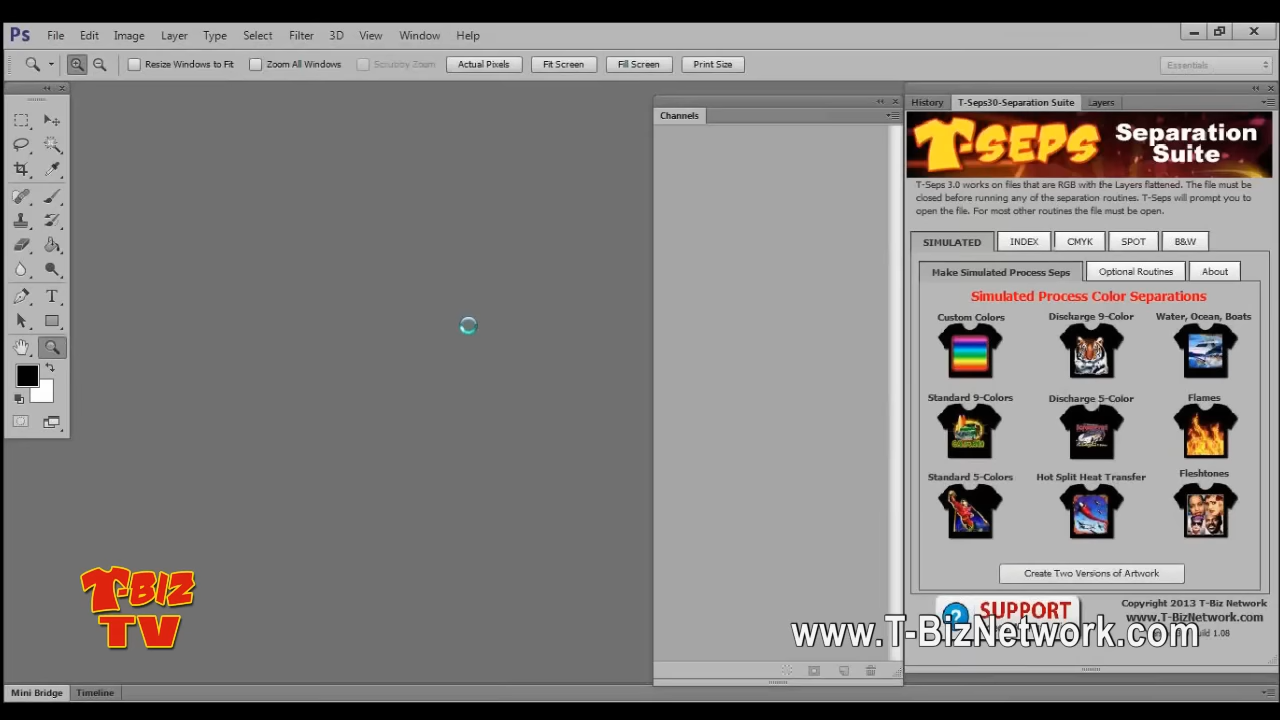 Ps File Edit Image Layer Type Select Filter 3D View Window Help
Resize Windows to Fit Zoom All Windows Scrubby Zoom Actual Pixels Fit Screen Fill Screen Print Size Essentials
Channels
History T-Seps30-Separation Suite Layers
T-SEPS Separation
Suite
T-Seps 3.0 works on files that are RGB with the Layers flattened. The file must be
closed before running any of the separation routines. T-Seps will prompt you to
open the file. For most other routines the file must be open.
SIMULATED INDEX CMYK SPOT B&W
Make Simulated Process Seps Optional Routines About
Simulated Process Color Separations
Custom Colors Discharge 9-Color Water, Ocean, Boats
Standard 9-Colors Discharge 5-Color Flames
Standard 5-Colors Hot Split Heat Transfer Fleshtones
Create Two Versions of Artwork
? SUPPORT
Copyright 2013 T-Biz Network
www.T-BizNetwork.com
1.08
T-BIZ
TV
www.T-BizNetwork.com
Mini Bridge Timeline